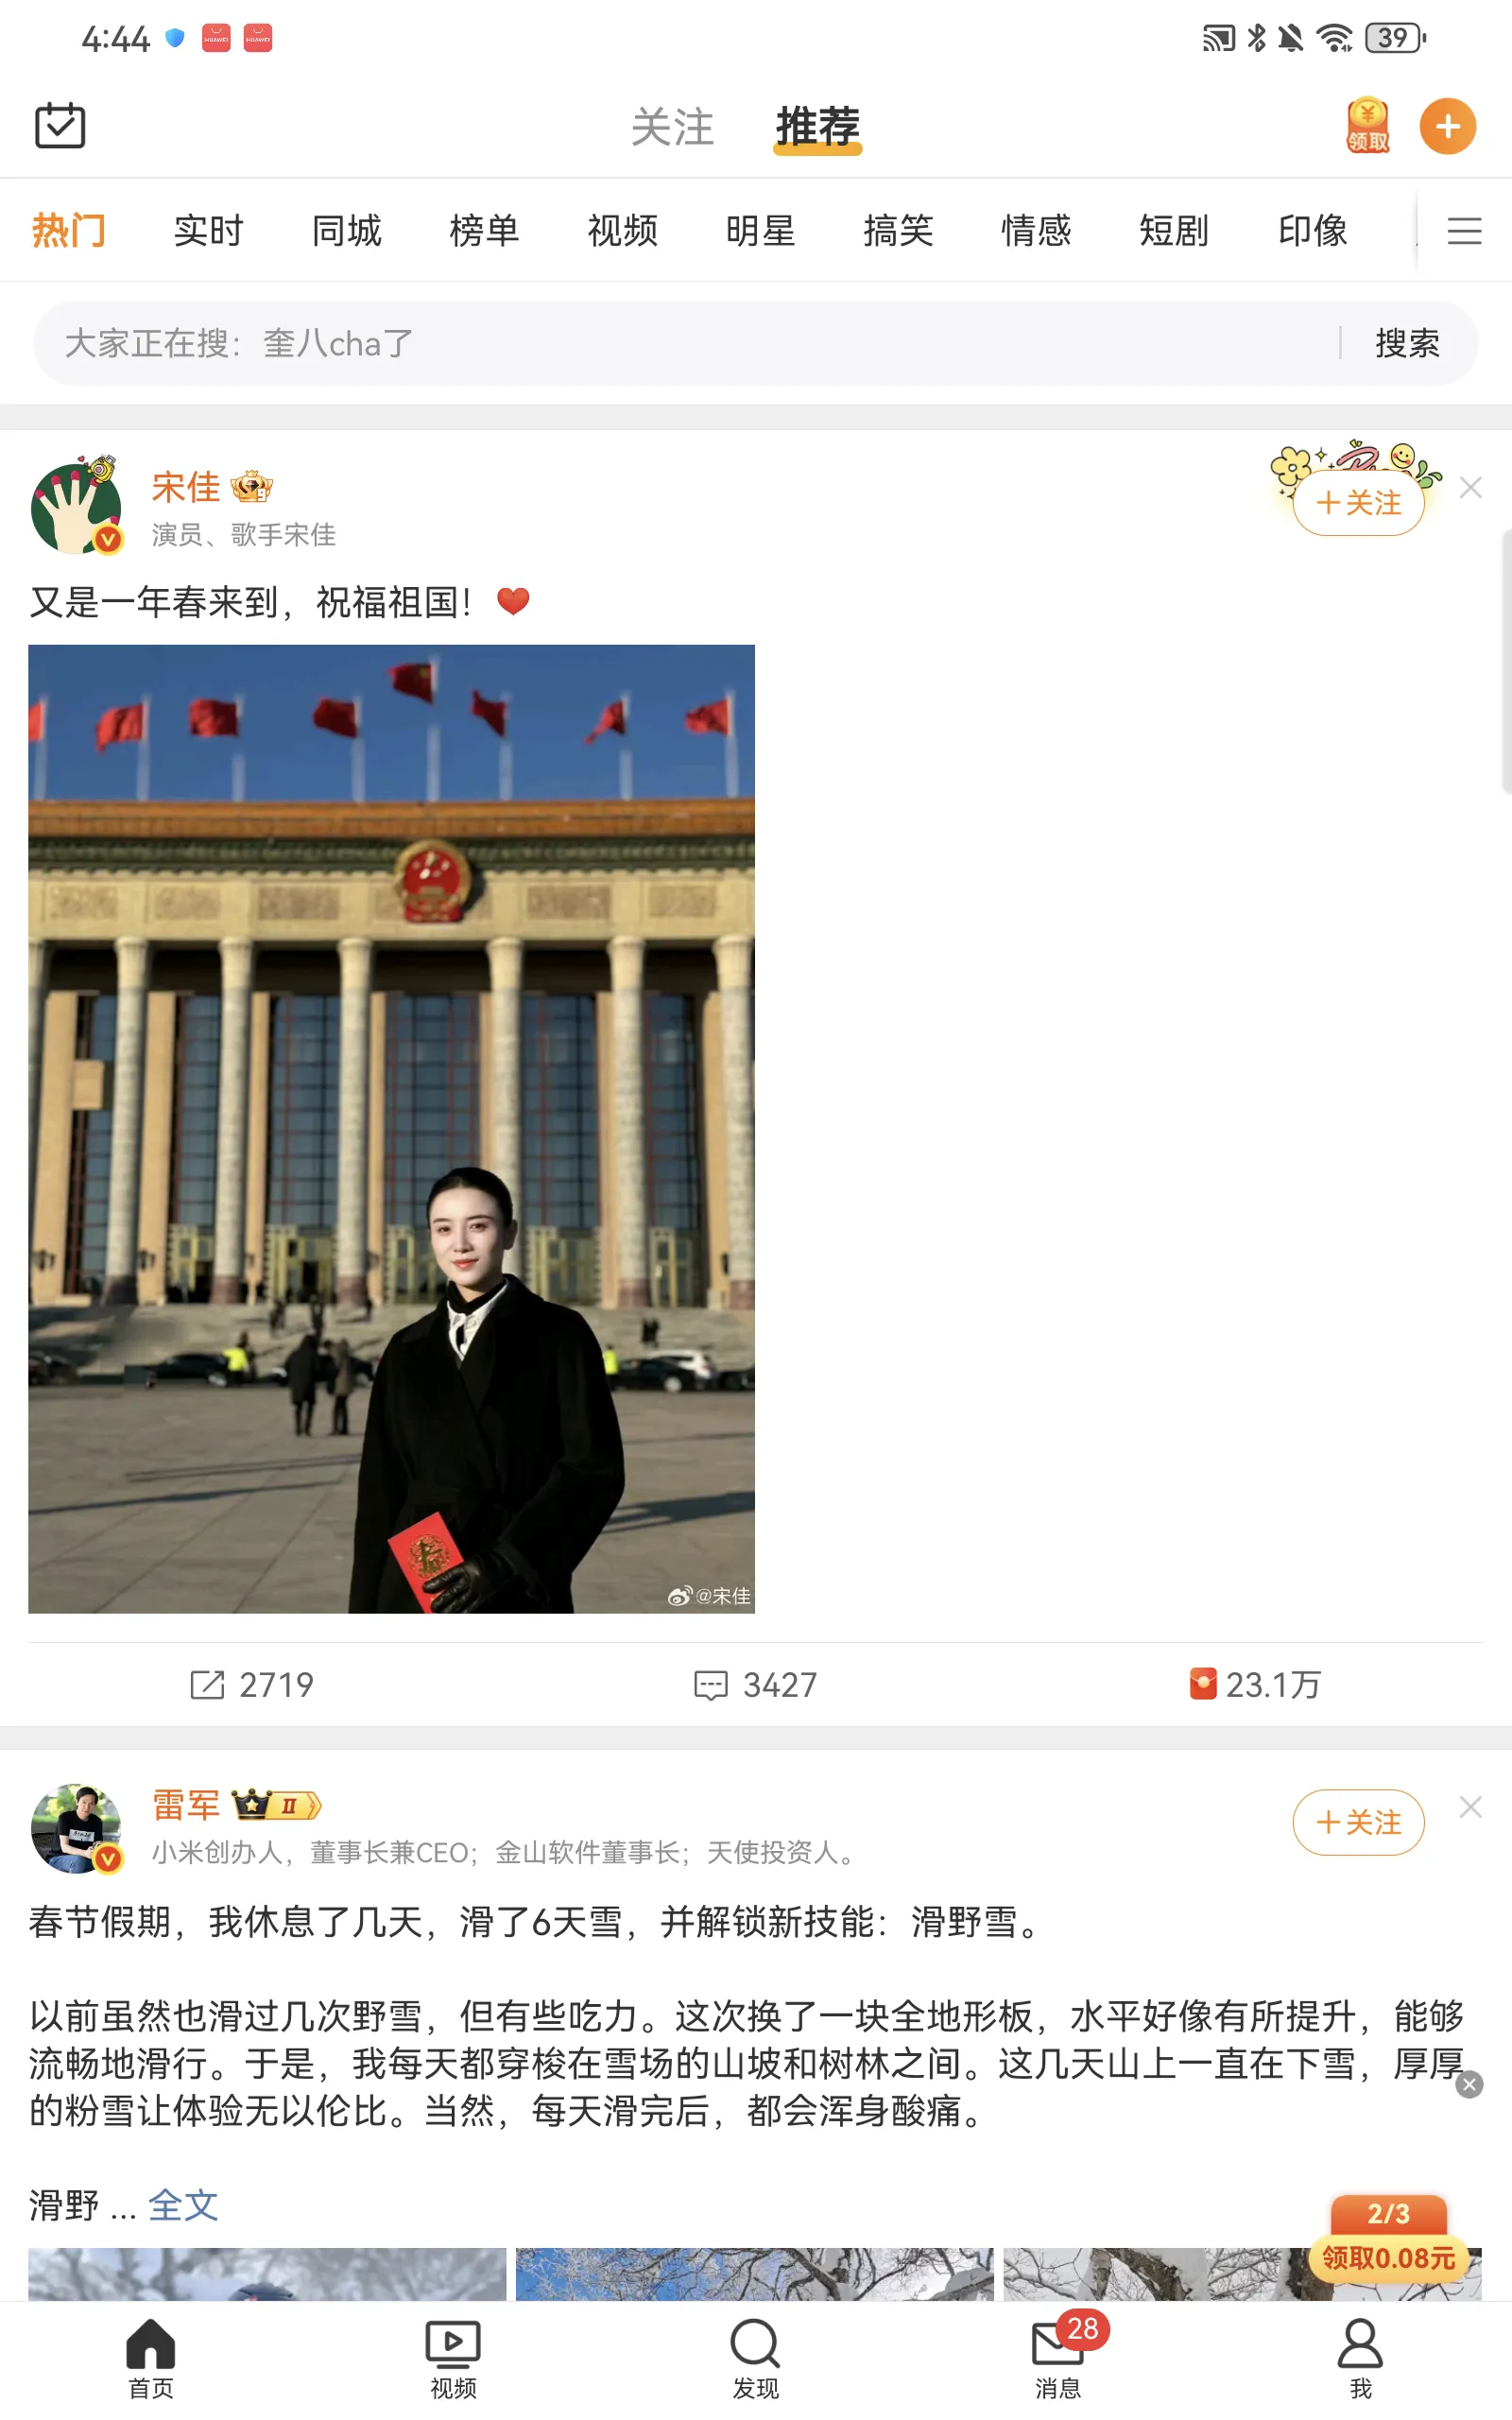 4:44
HUAWEI
HUAWEI
39
关注
推荐
领取
热门
实时
同城
榜单
视频
明星
搞笑
情感
短剧
印像
大家正在搜：奎八cha了
搜索
宋佳
9
演员、歌手宋佳
+关注
又是一年春来到，祝福祖国！
@宋佳
2719
3427
23.1万
雷军
II
小米创办人，董事长兼CEO；金山软件董事长；天使投资人。
+关注
春节假期，我休息了几天，滑了6天雪，并解锁新技能：滑野雪。
以前虽然也滑过几次野雪，但有些吃力。这次换了一块全地形板，水平好像有所提升，能够
流畅地滑行。于是，我每天都穿梭在雪场的山坡和树林之间。这几天山上一直在下雪，厚厚
的粉雪让体验无以伦比。当然，每天滑完后，都会浑身酸痛。
滑野 ... 全文
2/3
领取0.08元
首页
视频
发现
28
消息
我